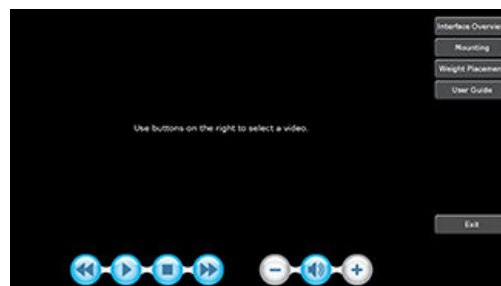 Interface Overvie
Mounting
Weight Placemen
User Guide
Use buttons on the right to select a video.
Exit